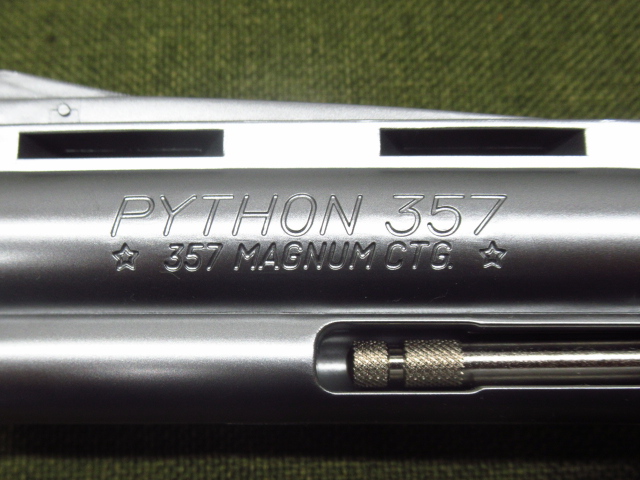 PYTHON 357
☆ 357 MAGNUM CTG. ☆